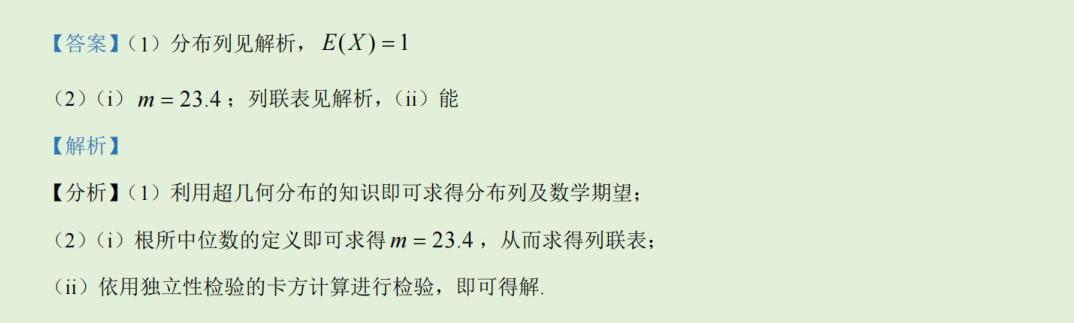 【答案】（1）分布列见解析，E(X)=1
（2）（i）m=23.4；列联表见解析，（ii）能
【解析】
【分析】（1）利用超几何分布的知识即可求得分布列及数学期望；
（2）（i）根所中位数的定义即可求得m=23.4，从而求得列联表；
（ii）依用独立性检验的卡方计算进行检验，即可得解.